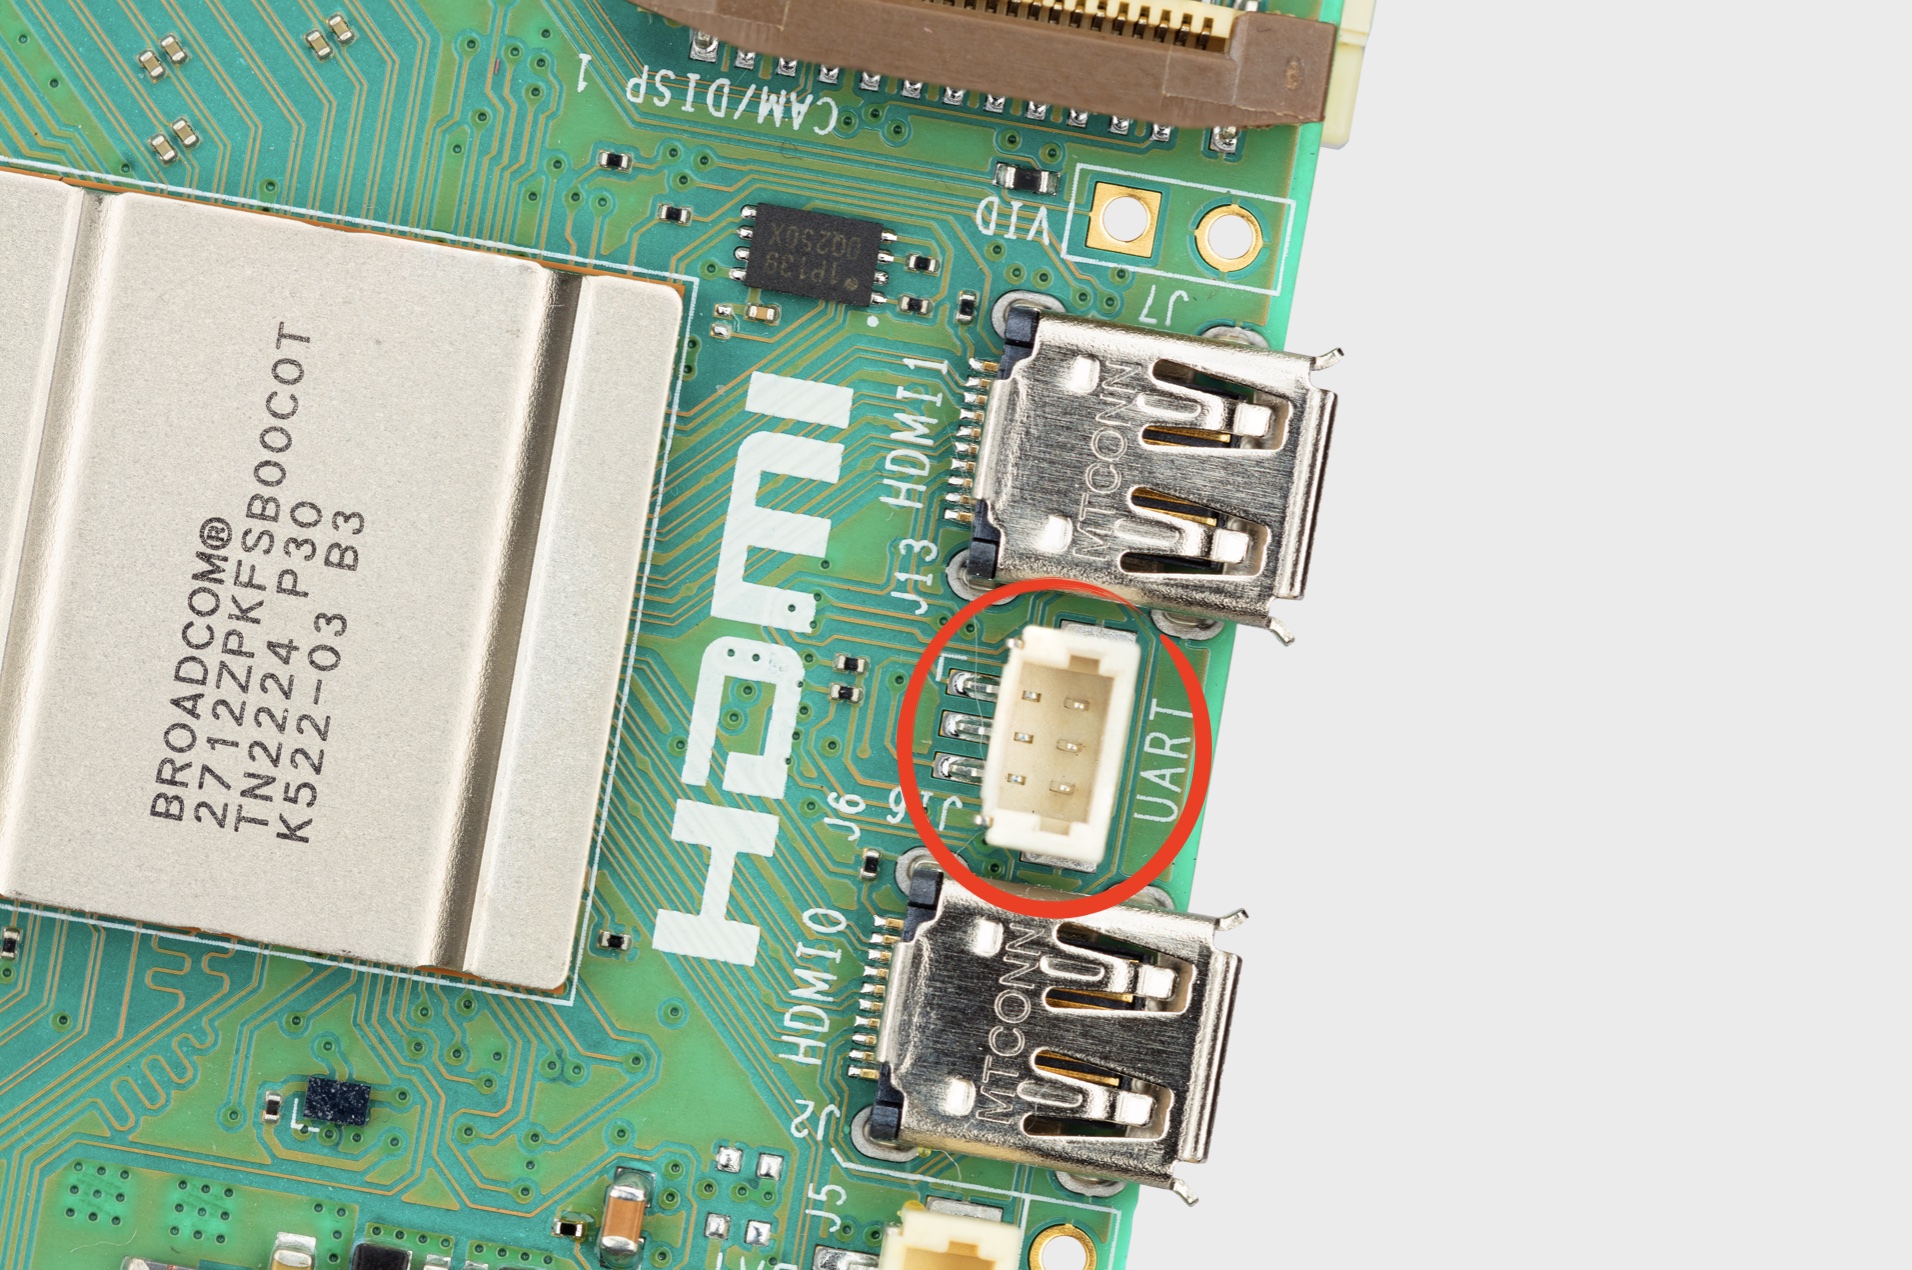 CAM/DISP 1
VID
J7
1P139
DG250X
HDMI
HDMI1
J13
MTCONN
BROADCOM®
2712ZPKFSB00C0T
TN2224 P30
K522-03 B3
UART
J6
HDMI0
MTCONN
J5